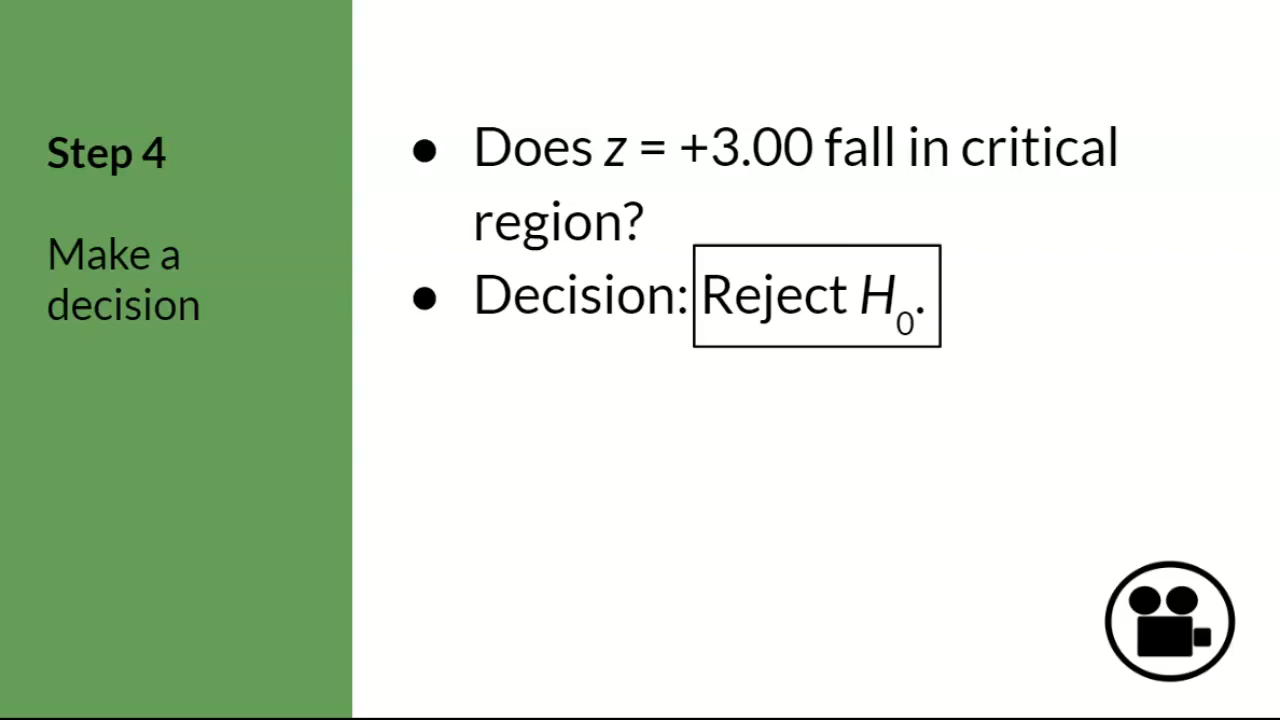 Step 4
Make a
decision
● Does z = +3.00 fall in critical
region?
● Decision: Reject H₀.